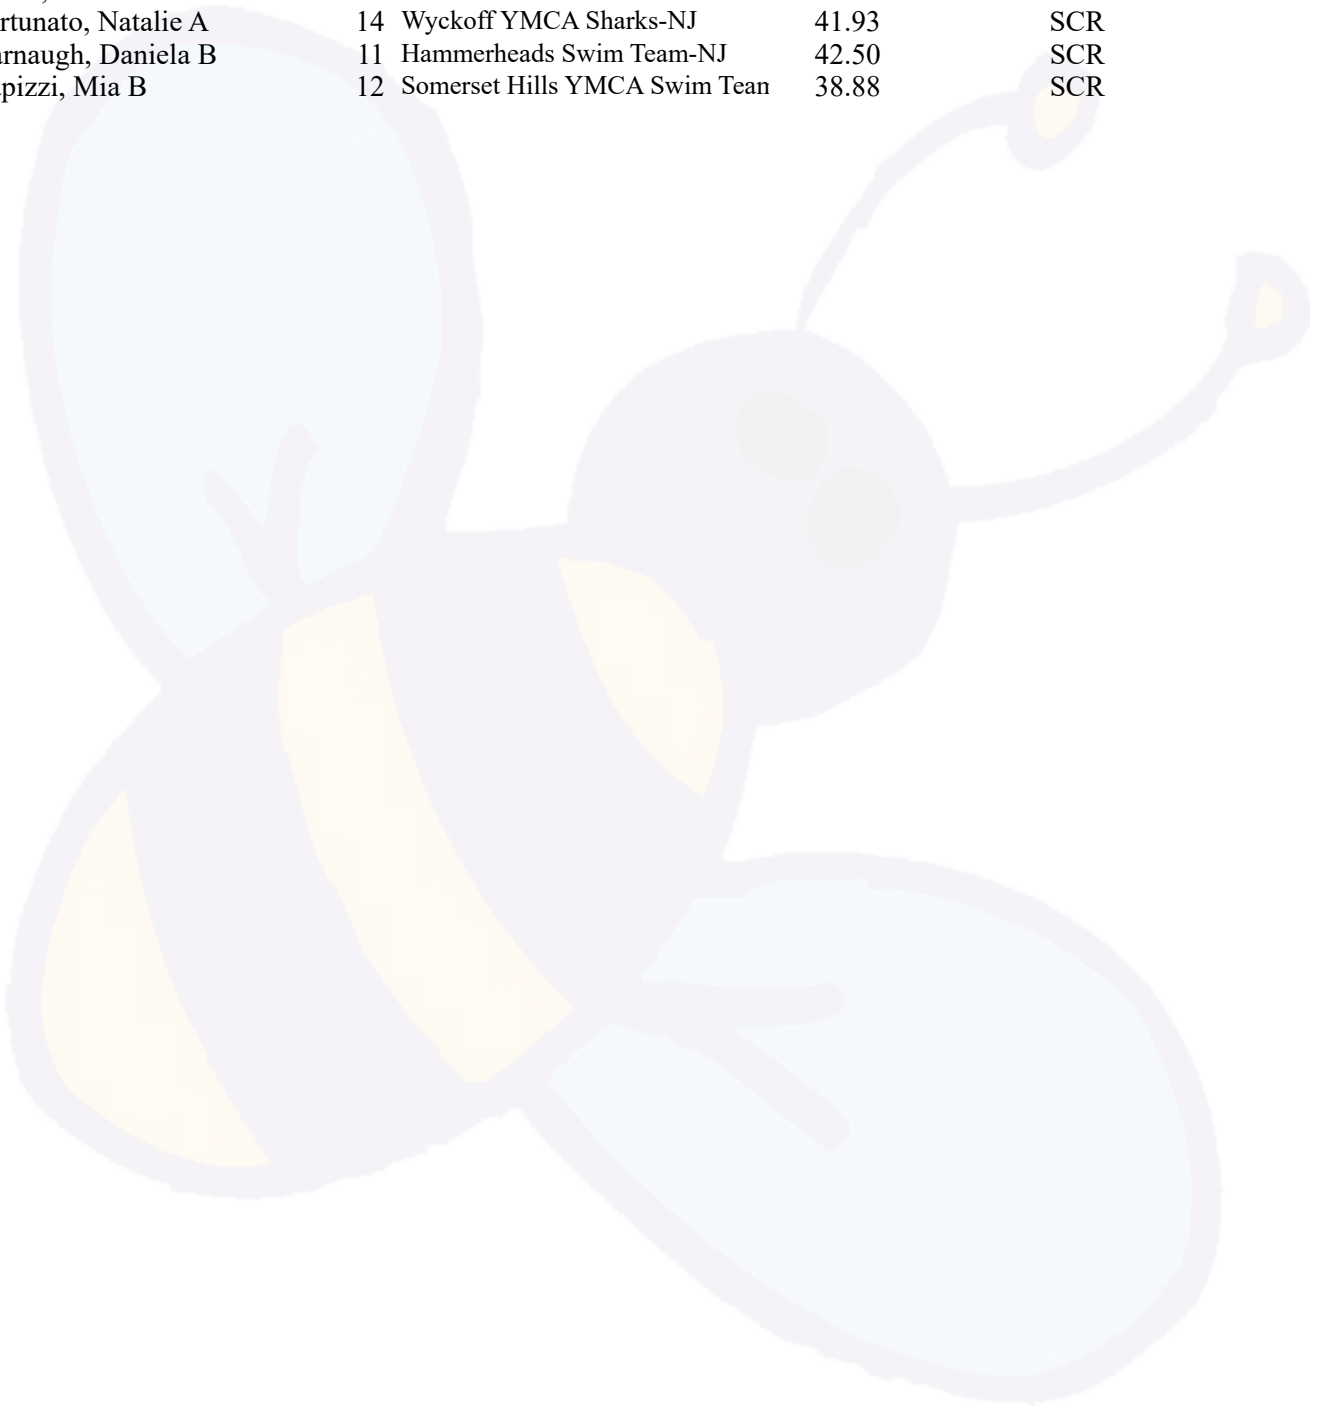 rtunato, Natalie A 14 Wyckoff YMCA Sharks-NJ 41.93 SCR
arnaugh, Daniela B 11 Hammerheads Swim Team-NJ 42.50 SCR
pizzi, Mia B 12 Somerset Hills YMCA Swim Tean 38.88 SCR